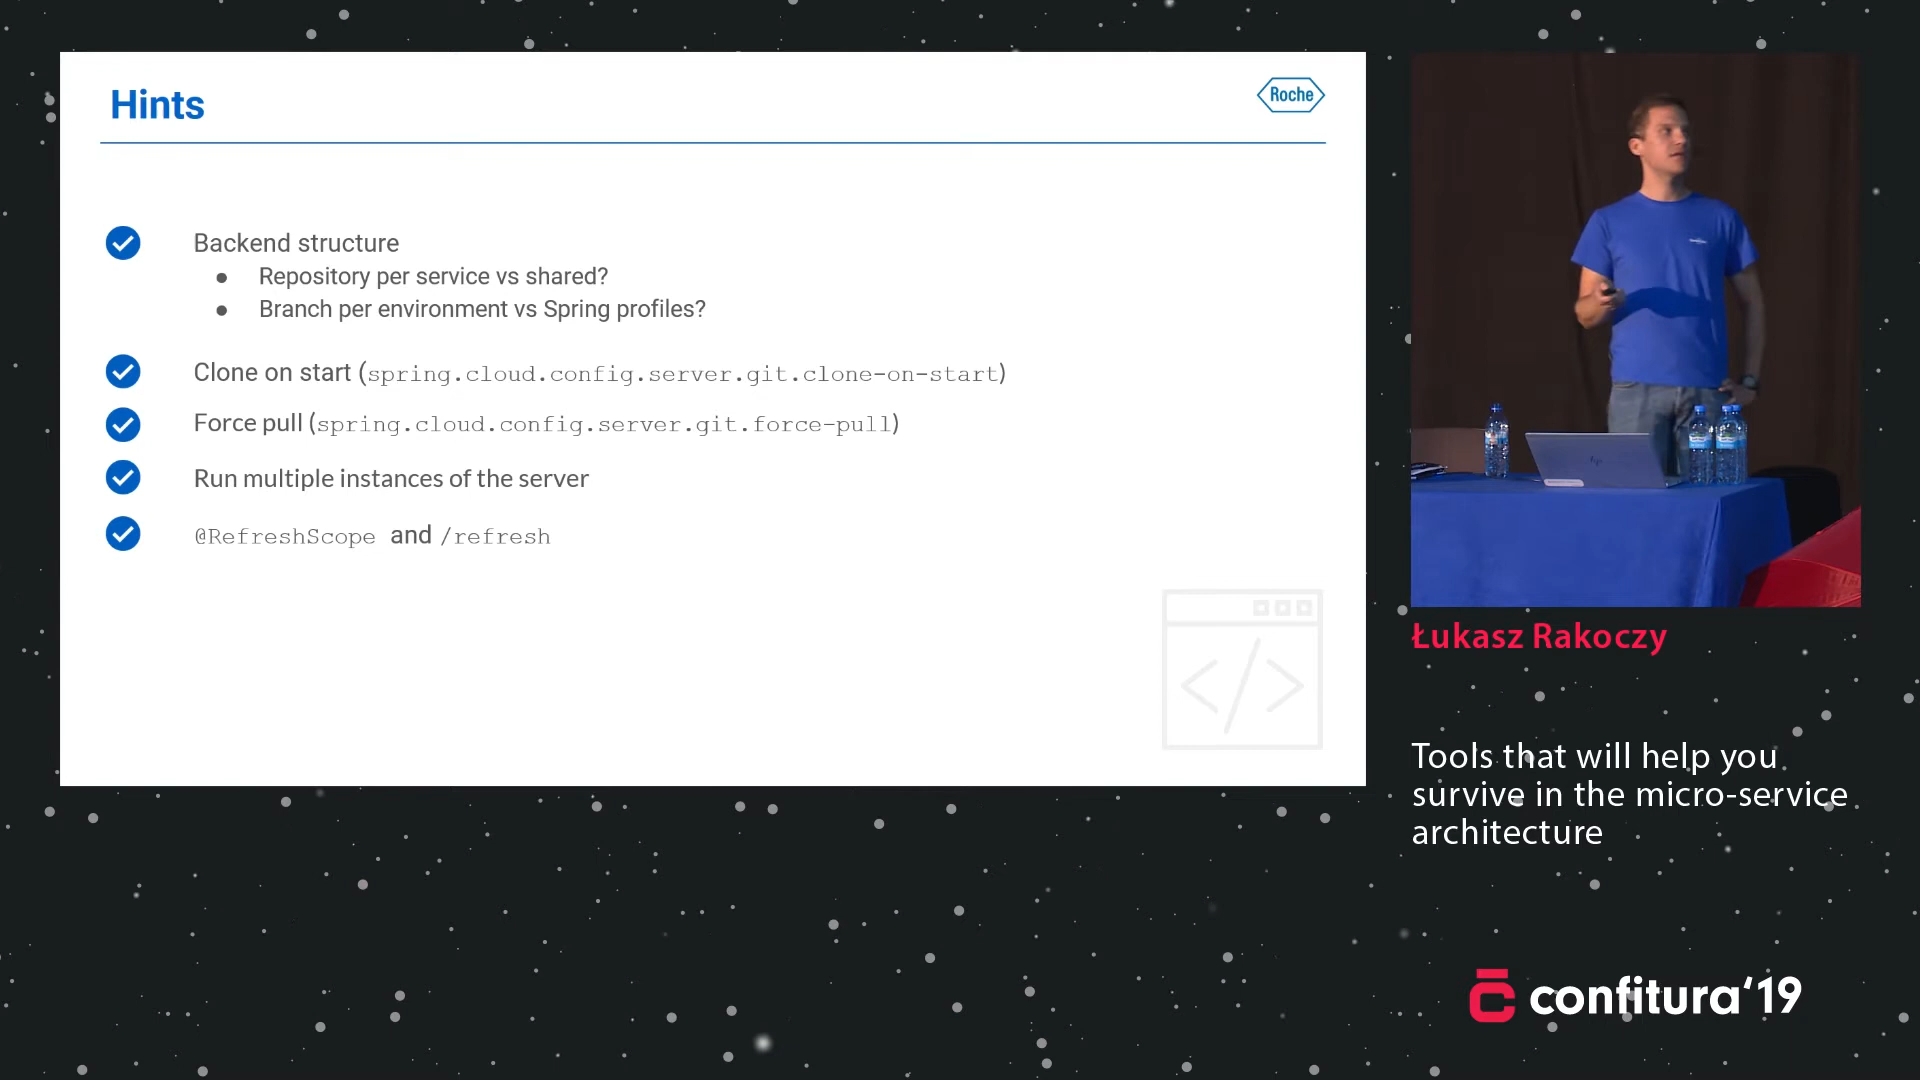 Hints
Roche
Backend structure
● Repository per service vs shared?
● Branch per environment vs Spring profiles?
Clone on start (spring.cloud.config.server.git.clone-on-start)
Force pull (spring.cloud.config.server.git.force-pull)
Run multiple instances of the server
@RefreshScope and /refresh
</>
Łukasz Rakoczy
Tools that will help you
survive in the micro-service
architecture
confitura‘19